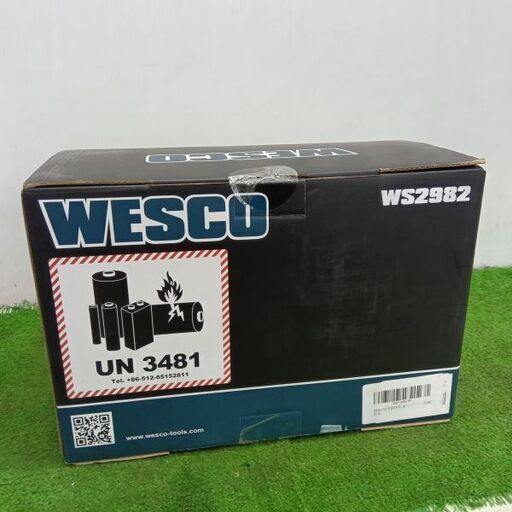 WESCO
WESCO
WS2982
UN 3481
Tel. +86-512-65152811
www.wesco-tools.com